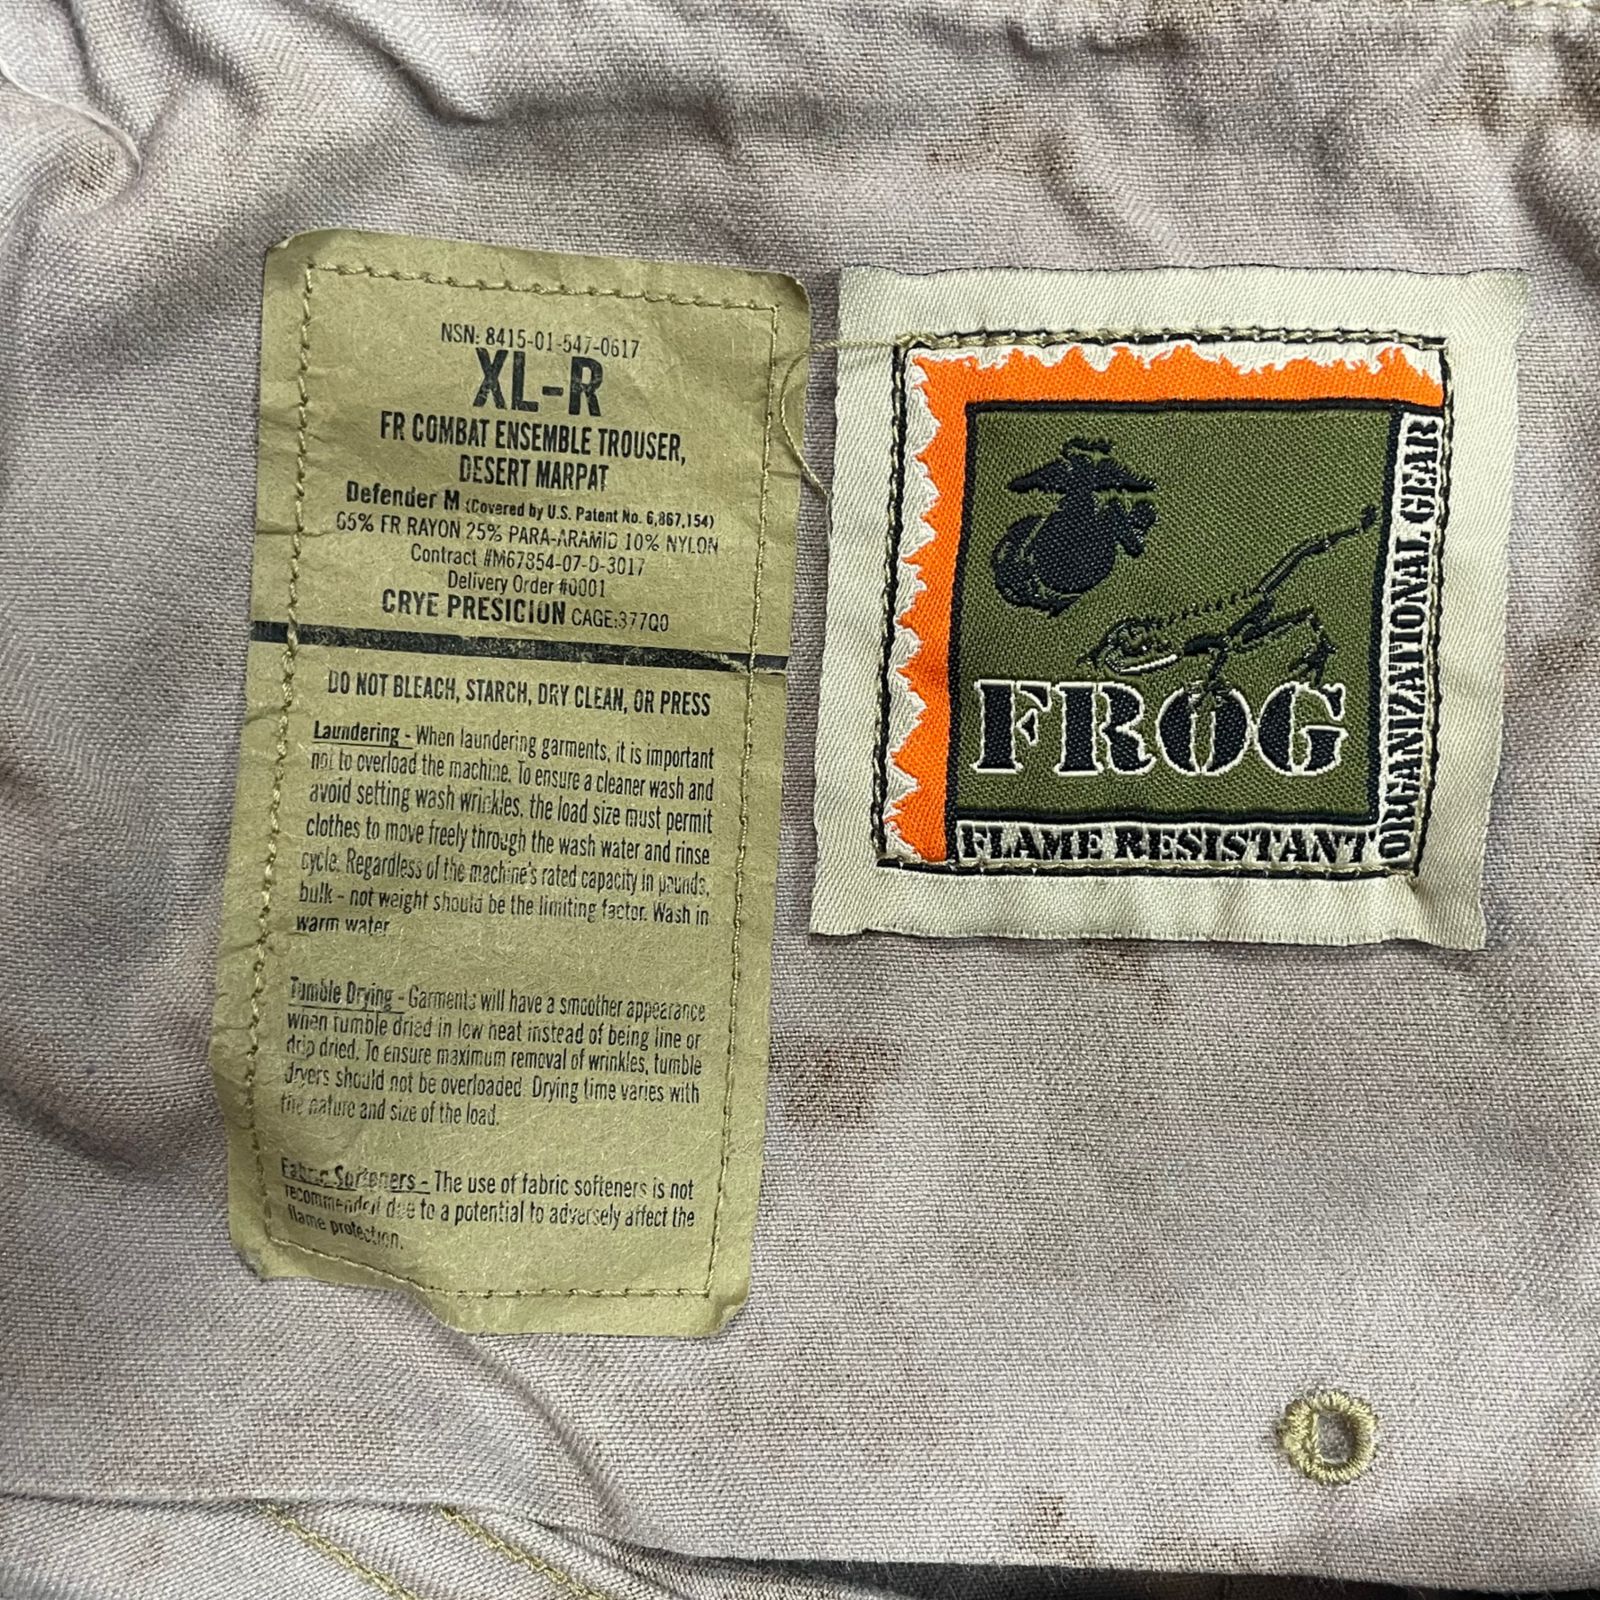 NSN: 8415-01-547-0617
XL-R
FR COMBAT ENSEMBLE TROUSER,
DESERT MARPAT
Defender M (Covered by U.S. Patent No. 6,867,154)
65% FR RAYON 25% PARA-ARAMID 10% NYLON
Contract #M67854-07-D-3017
Delivery Order #0001
CRYE PRESICION CAGE:377Q0
DO NOT BLEACH, STARCH, DRY CLEAN, OR PRESS
Laundering - When laundering garments, it is important
not to overload the machine. To ensure a cleaner wash and
avoid setting wash wrinkles, the load size must permit
clothes to move freely through the wash water and rinse
cycle. Regardless of the machine's rated capacity in pounds,
bulk - not weight should be the limiting factor. Wash in
warm water
Tumble Drying - Garments will have a smoother appearance
when tumble dried in low heat instead of being line or
drip dried. To ensure maximum removal of wrinkles, tumble
dryers should not be overloaded. Drying time varies with
the nature and size of the load.
Fabric Softeners - The use of fabric softeners is not
recommended due to a potential to adversely affect the
flame protection.
FROG
FLAME RESISTANT
ORGANIZATIONAL GEAR